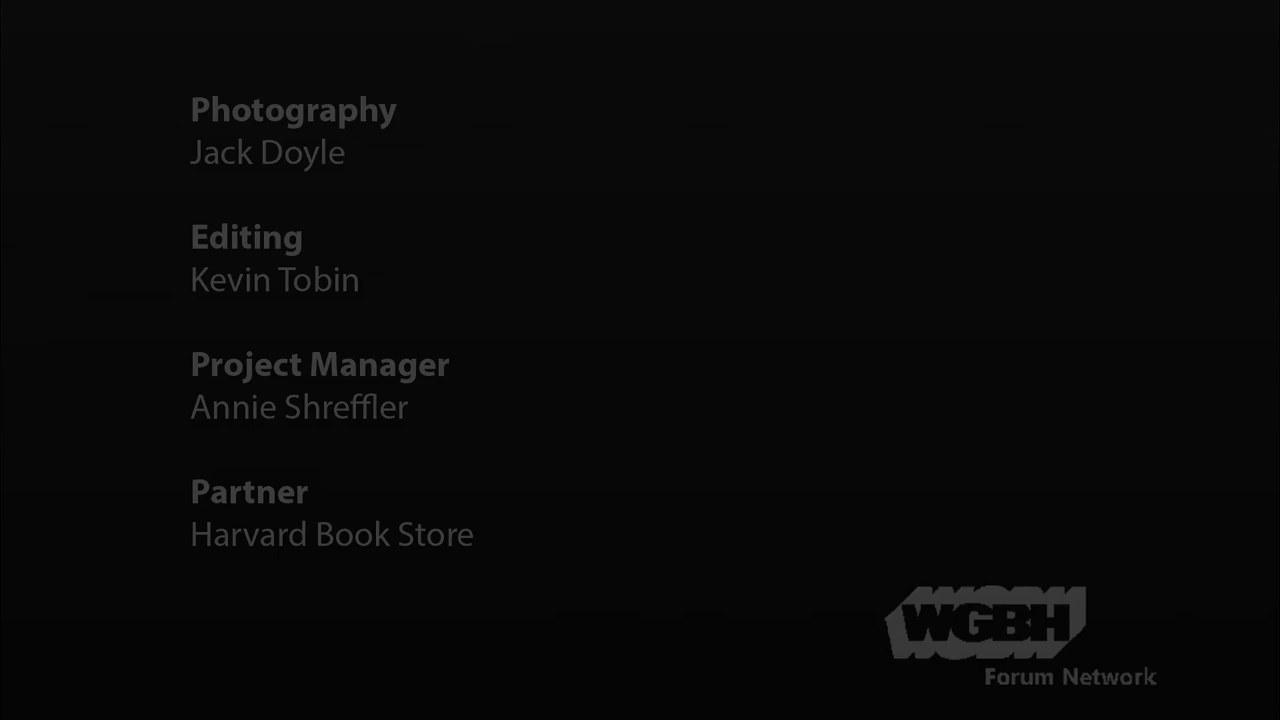 Photography
Jack Doyle
Editing
Kevin Tobin
Project Manager
Annie Shreffler
Partner
Harvard Book Store
WGBH
Forum Network